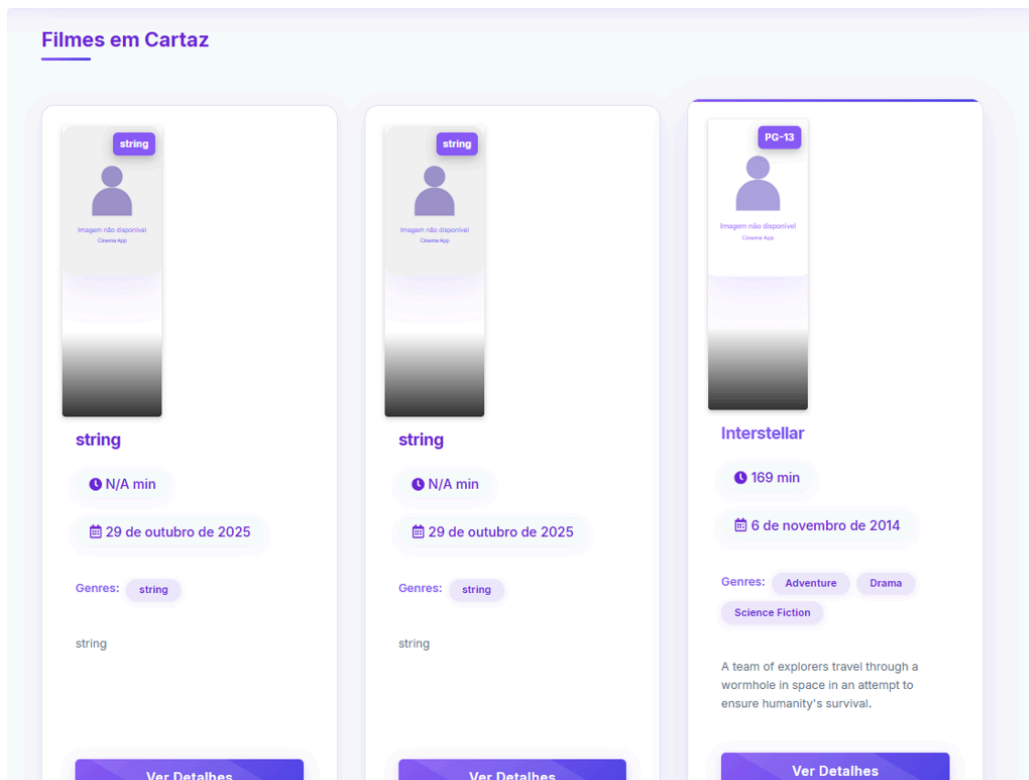 Filmes em Cartaz
string
Imagem não disponível
Cinema App
string
N/A min
29 de outubro de 2025
Genres: string
string
Ver Detalhes
string
Imagem não disponível
Cinema App
string
N/A min
29 de outubro de 2025
Genres: string
string
Ver Detalhes
PG-13
Imagem não disponível
Cinema App
Interstellar
169 min
6 de novembro de 2014
Genres: Adventure Drama
Science Fiction
A team of explorers travel through a
wormhole in space in an attempt to
ensure humanity's survival.
Ver Detalhes